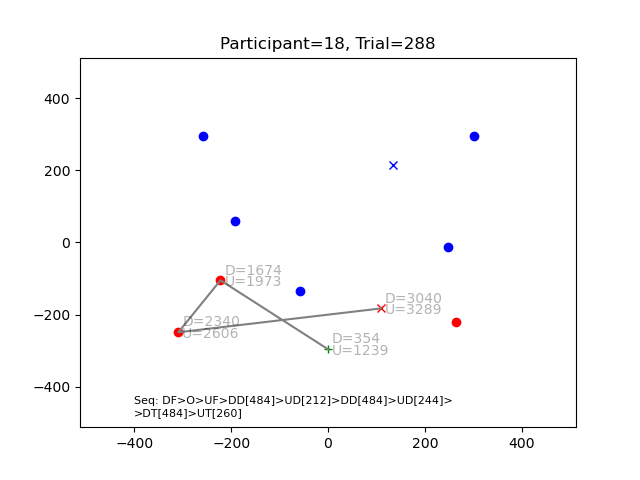 Participant=18, Trial=288
400
200
0
−200
−400
D=1674
U=1973
D=3040
U=3289
D=2340
U=2606
D=354
U=1239
Seq: DF>O>UF>DD[484]>UD[212]>DD[484]>UD[244]>
>DT[484]>UT[260]
−400 −200 0 200 400